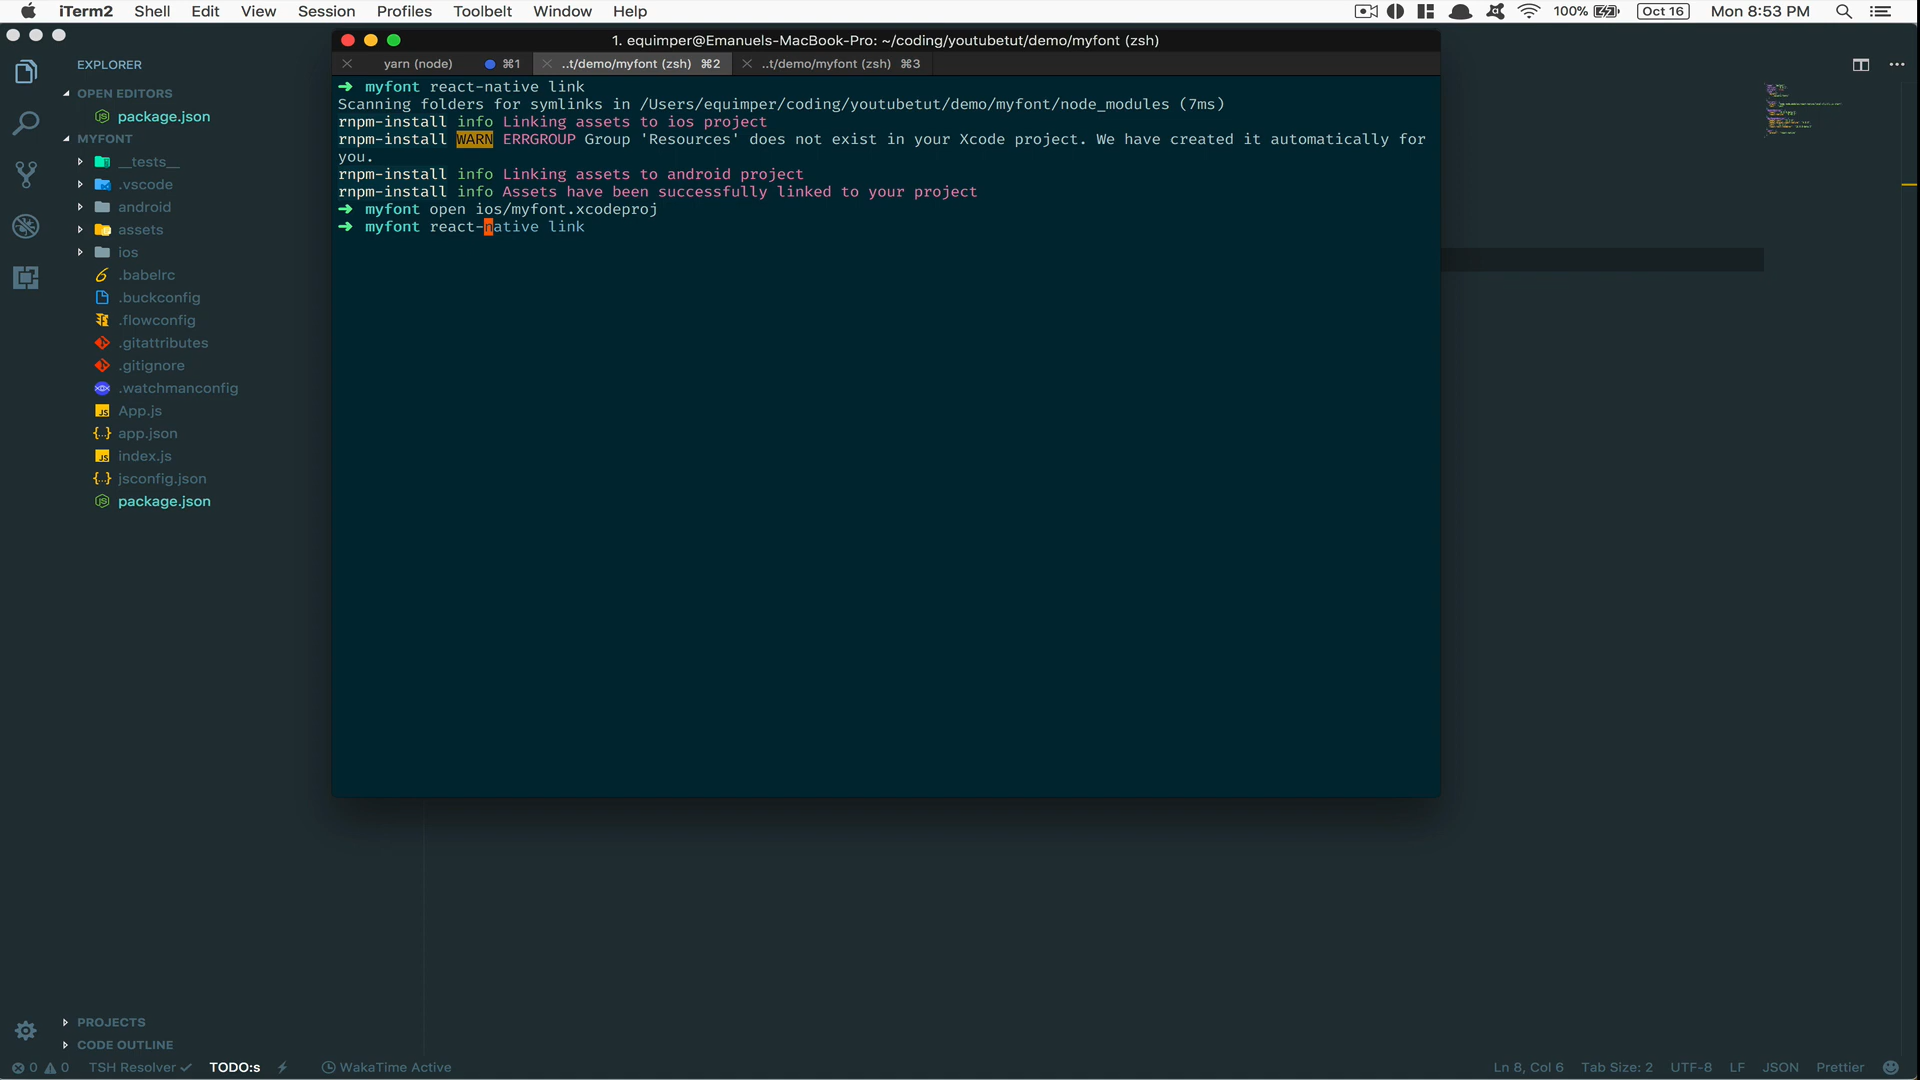 iTerm2 Shell Edit View Session Profiles Toolbelt Window Help 100% Oct 16 Mon 8:53 PM
1. equimper@Emanuels-MacBook-Pro: ~/coding/youtubetut/demo/myfont (zsh)
yarn (node) ⌘1 ..t/demo/myfont (zsh) ⌘2 ..t/demo/myfont (zsh) ⌘3
EXPLORER
OPEN EDITORS
package.json
MYFONT
__tests__
.vscode
android
assets
ios
.babelrc
.buckconfig
.flowconfig
.gitattributes
.gitignore
.watchmanconfig
App.js
app.json
index.js
jsconfig.json
package.json
PROJECTS
CODE OUTLINE
➜ myfont react-native link
Scanning folders for symlinks in /Users/equimper/coding/youtubetut/demo/myfont/node_modules (7ms)
rnpm-install info Linking assets to ios project
rnpm-install WARN ERRGROUP Group 'Resources' does not exist in your Xcode project. We have created it automatically for
you.
rnpm-install info Linking assets to android project
rnpm-install info Assets have been successfully linked to your project
➜ myfont open ios/myfont.xcodeproj
➜ myfont react-native link
0 0 TSH Resolver TODO:s WakaTime Active Ln 8, Col 6 Tab Size: 2 UTF-8 LF JSON Prettier